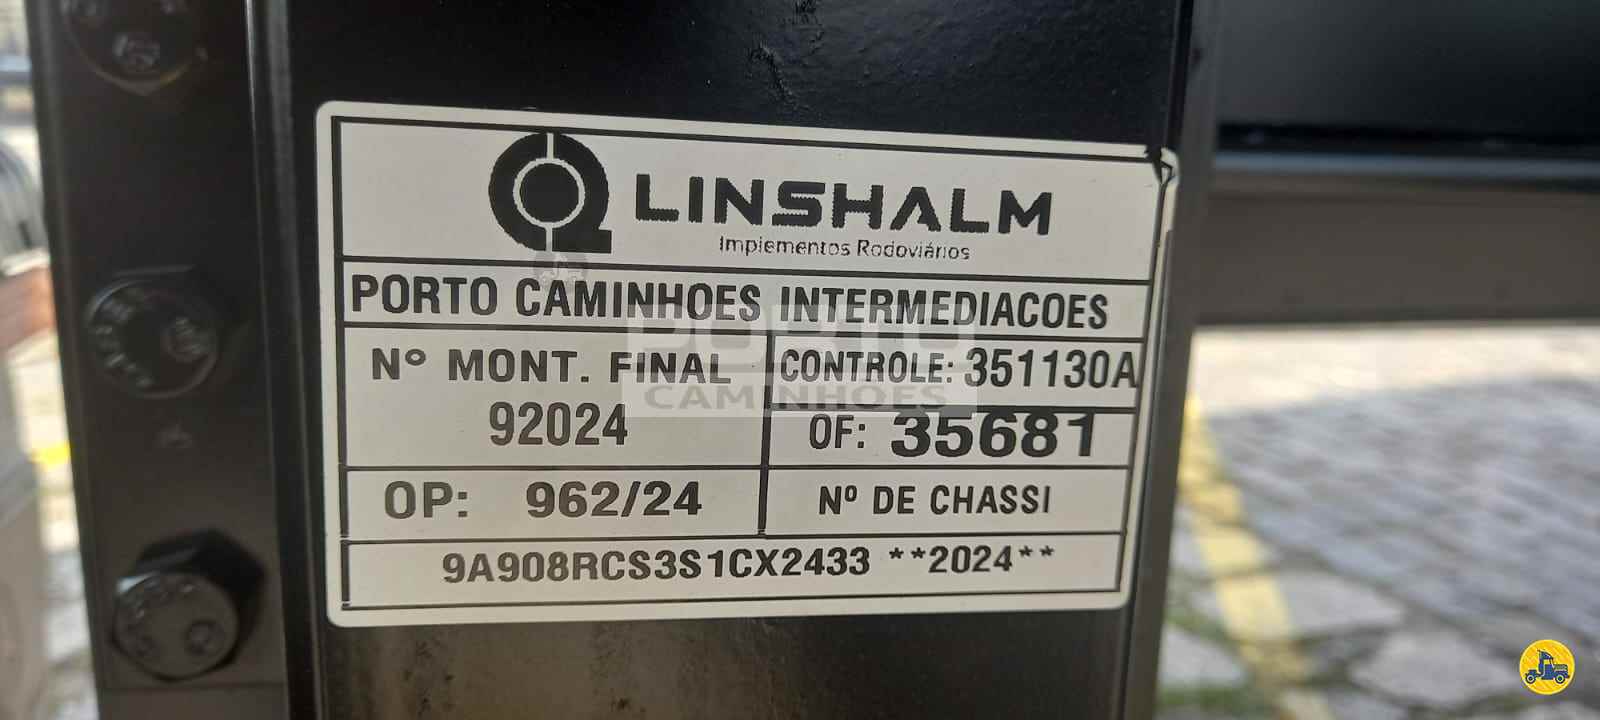 LINSHALM
Implementos Rodoviários
PORTO CAMINHOES INTERMEDIACOES
Nº MONT. FINAL
92024
CONTROLE: 351130A
OF: 35681
OP: 962/24
Nº DE CHASSI
9A908RCS3S1CX2433 **2024**
PORTO
CAMINHOES